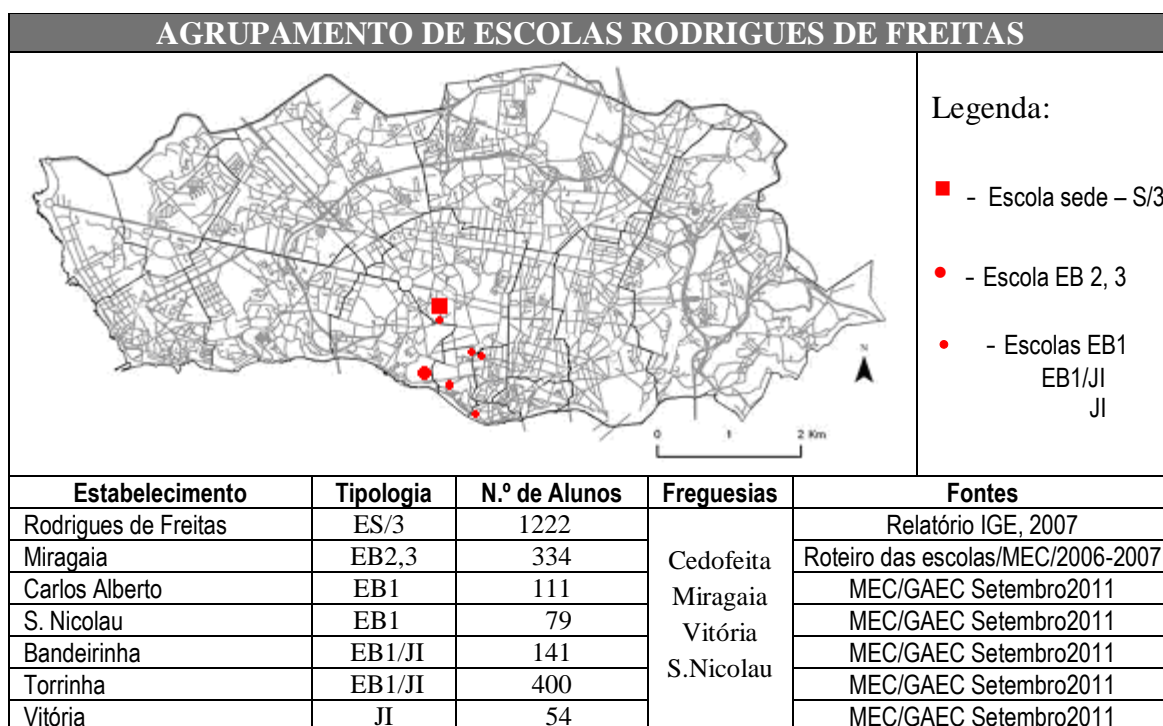 AGRUPAMENTO DE ESCOLAS RODRIGUES DE FREITAS
Legenda:
- Escola sede – S/3
- Escola EB 2, 3
- Escolas EB1
EB1/JI
JI
N
0 1 2 Km
Estabelecimento Tipologia N.º de Alunos Freguesias Fontes
Rodrigues de Freitas ES/3 1222 Relatório IGE, 2007
Miragaia EB2,3 334 Roteiro das escolas/MEC/2006-2007
Carlos Alberto EB1 111 MEC/GAEC Setembro2011
S. Nicolau EB1 79 MEC/GAEC Setembro2011
Bandeirinha EB1/JI 141 MEC/GAEC Setembro2011
Torrinha EB1/JI 400 MEC/GAEC Setembro2011
Vitória JI 54 MEC/GAEC Setembro2011
Cedofeita
Miragaia
Vitória
S.Nicolau